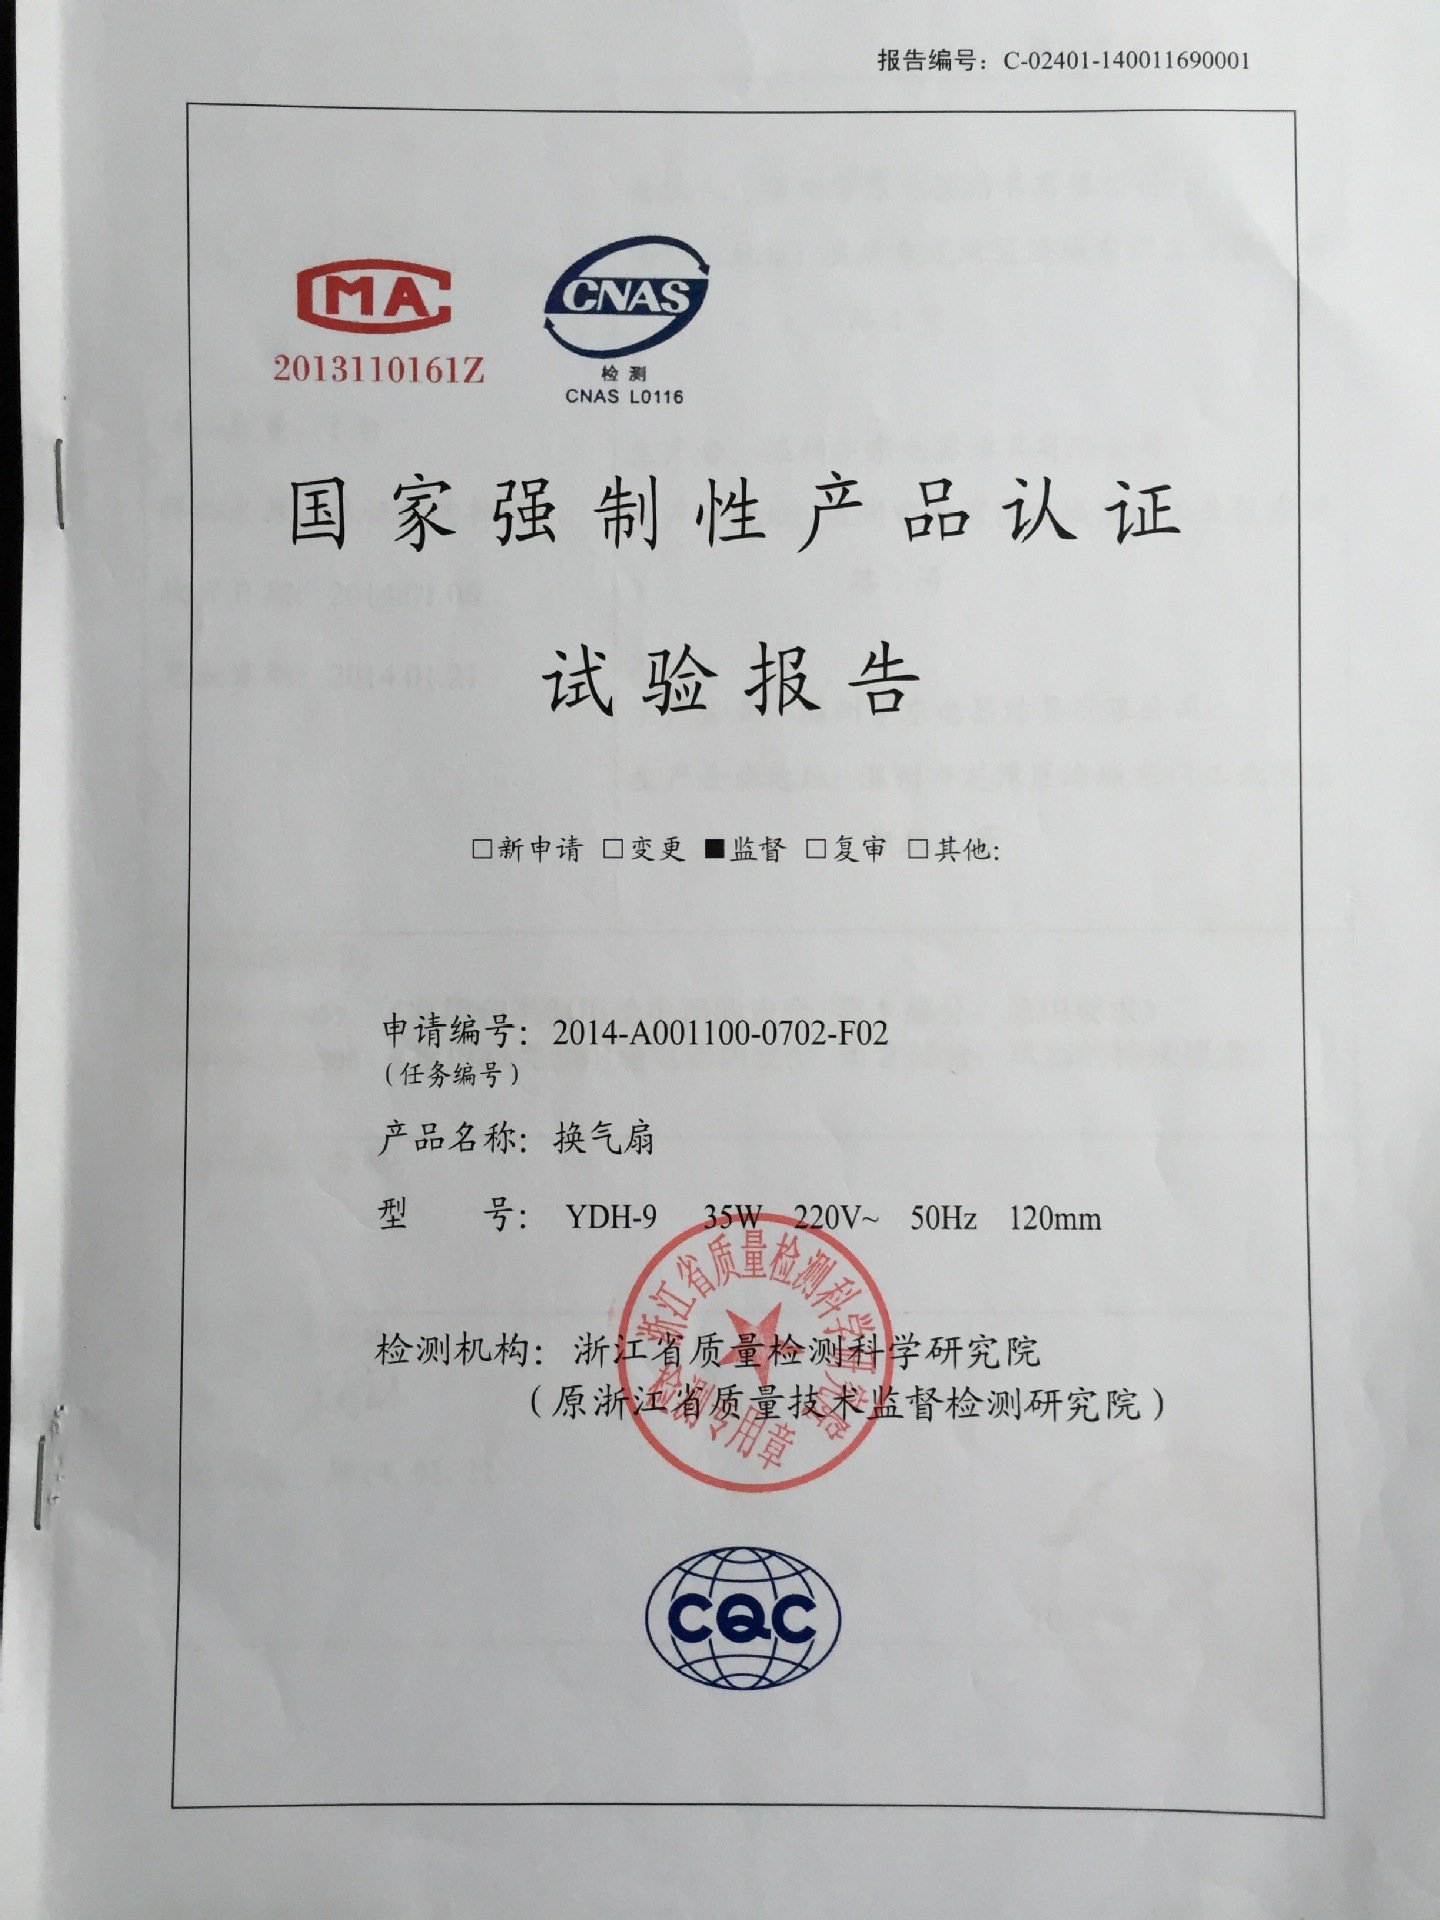 报告编号：C-02401-140011690001
CMA
2013110161Z
CNAS
检测
CNAS L0116
国家强制性产品认证
试验报告
□新申请 □变更 ■监督 □复审 □其他：
申请编号：2014-A001100-0702-F02
（任务编号）
产品名称：换气扇
型 号： YDH-9 35W 220V~ 50Hz 120mm
检测机构：浙江省质量检测科学研究院
（原浙江省质量技术监督检测研究院）
浙江省质量检测科学研究院
检测专用章
CQC